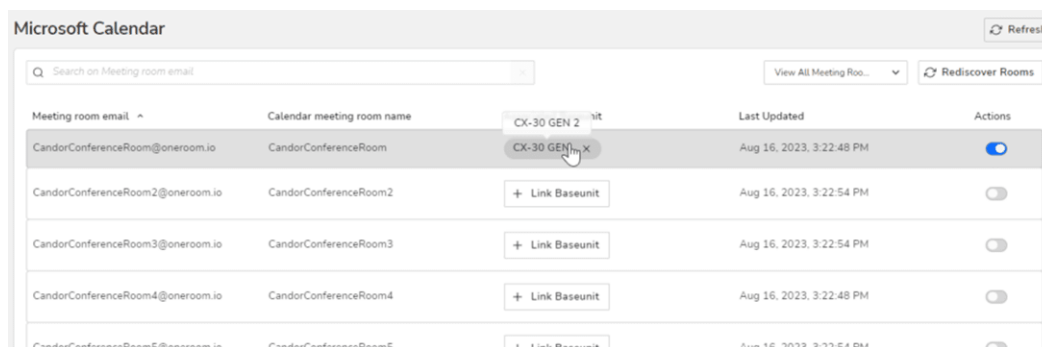 Microsoft Calendar
Refresh
Search on Meeting room email
View All Meeting Roo...
Rediscover Rooms
Meeting room email Calendar meeting room name Last Updated Actions
CX-30 GEN 2
CandorConferenceRoom@oneroom.io CandorConferenceRoom CX-30 GEN Aug 16, 2023, 3:22:48 PM
CandorConferenceRoom2@oneroom.io CandorConferenceRoom2 + Link Baseunit Aug 16, 2023, 3:22:54 PM
CandorConferenceRoom3@oneroom.io CandorConferenceRoom3 + Link Baseunit Aug 16, 2023, 3:22:54 PM
CandorConferenceRoom4@oneroom.io CandorConferenceRoom4 + Link Baseunit Aug 16, 2023, 3:22:48 PM